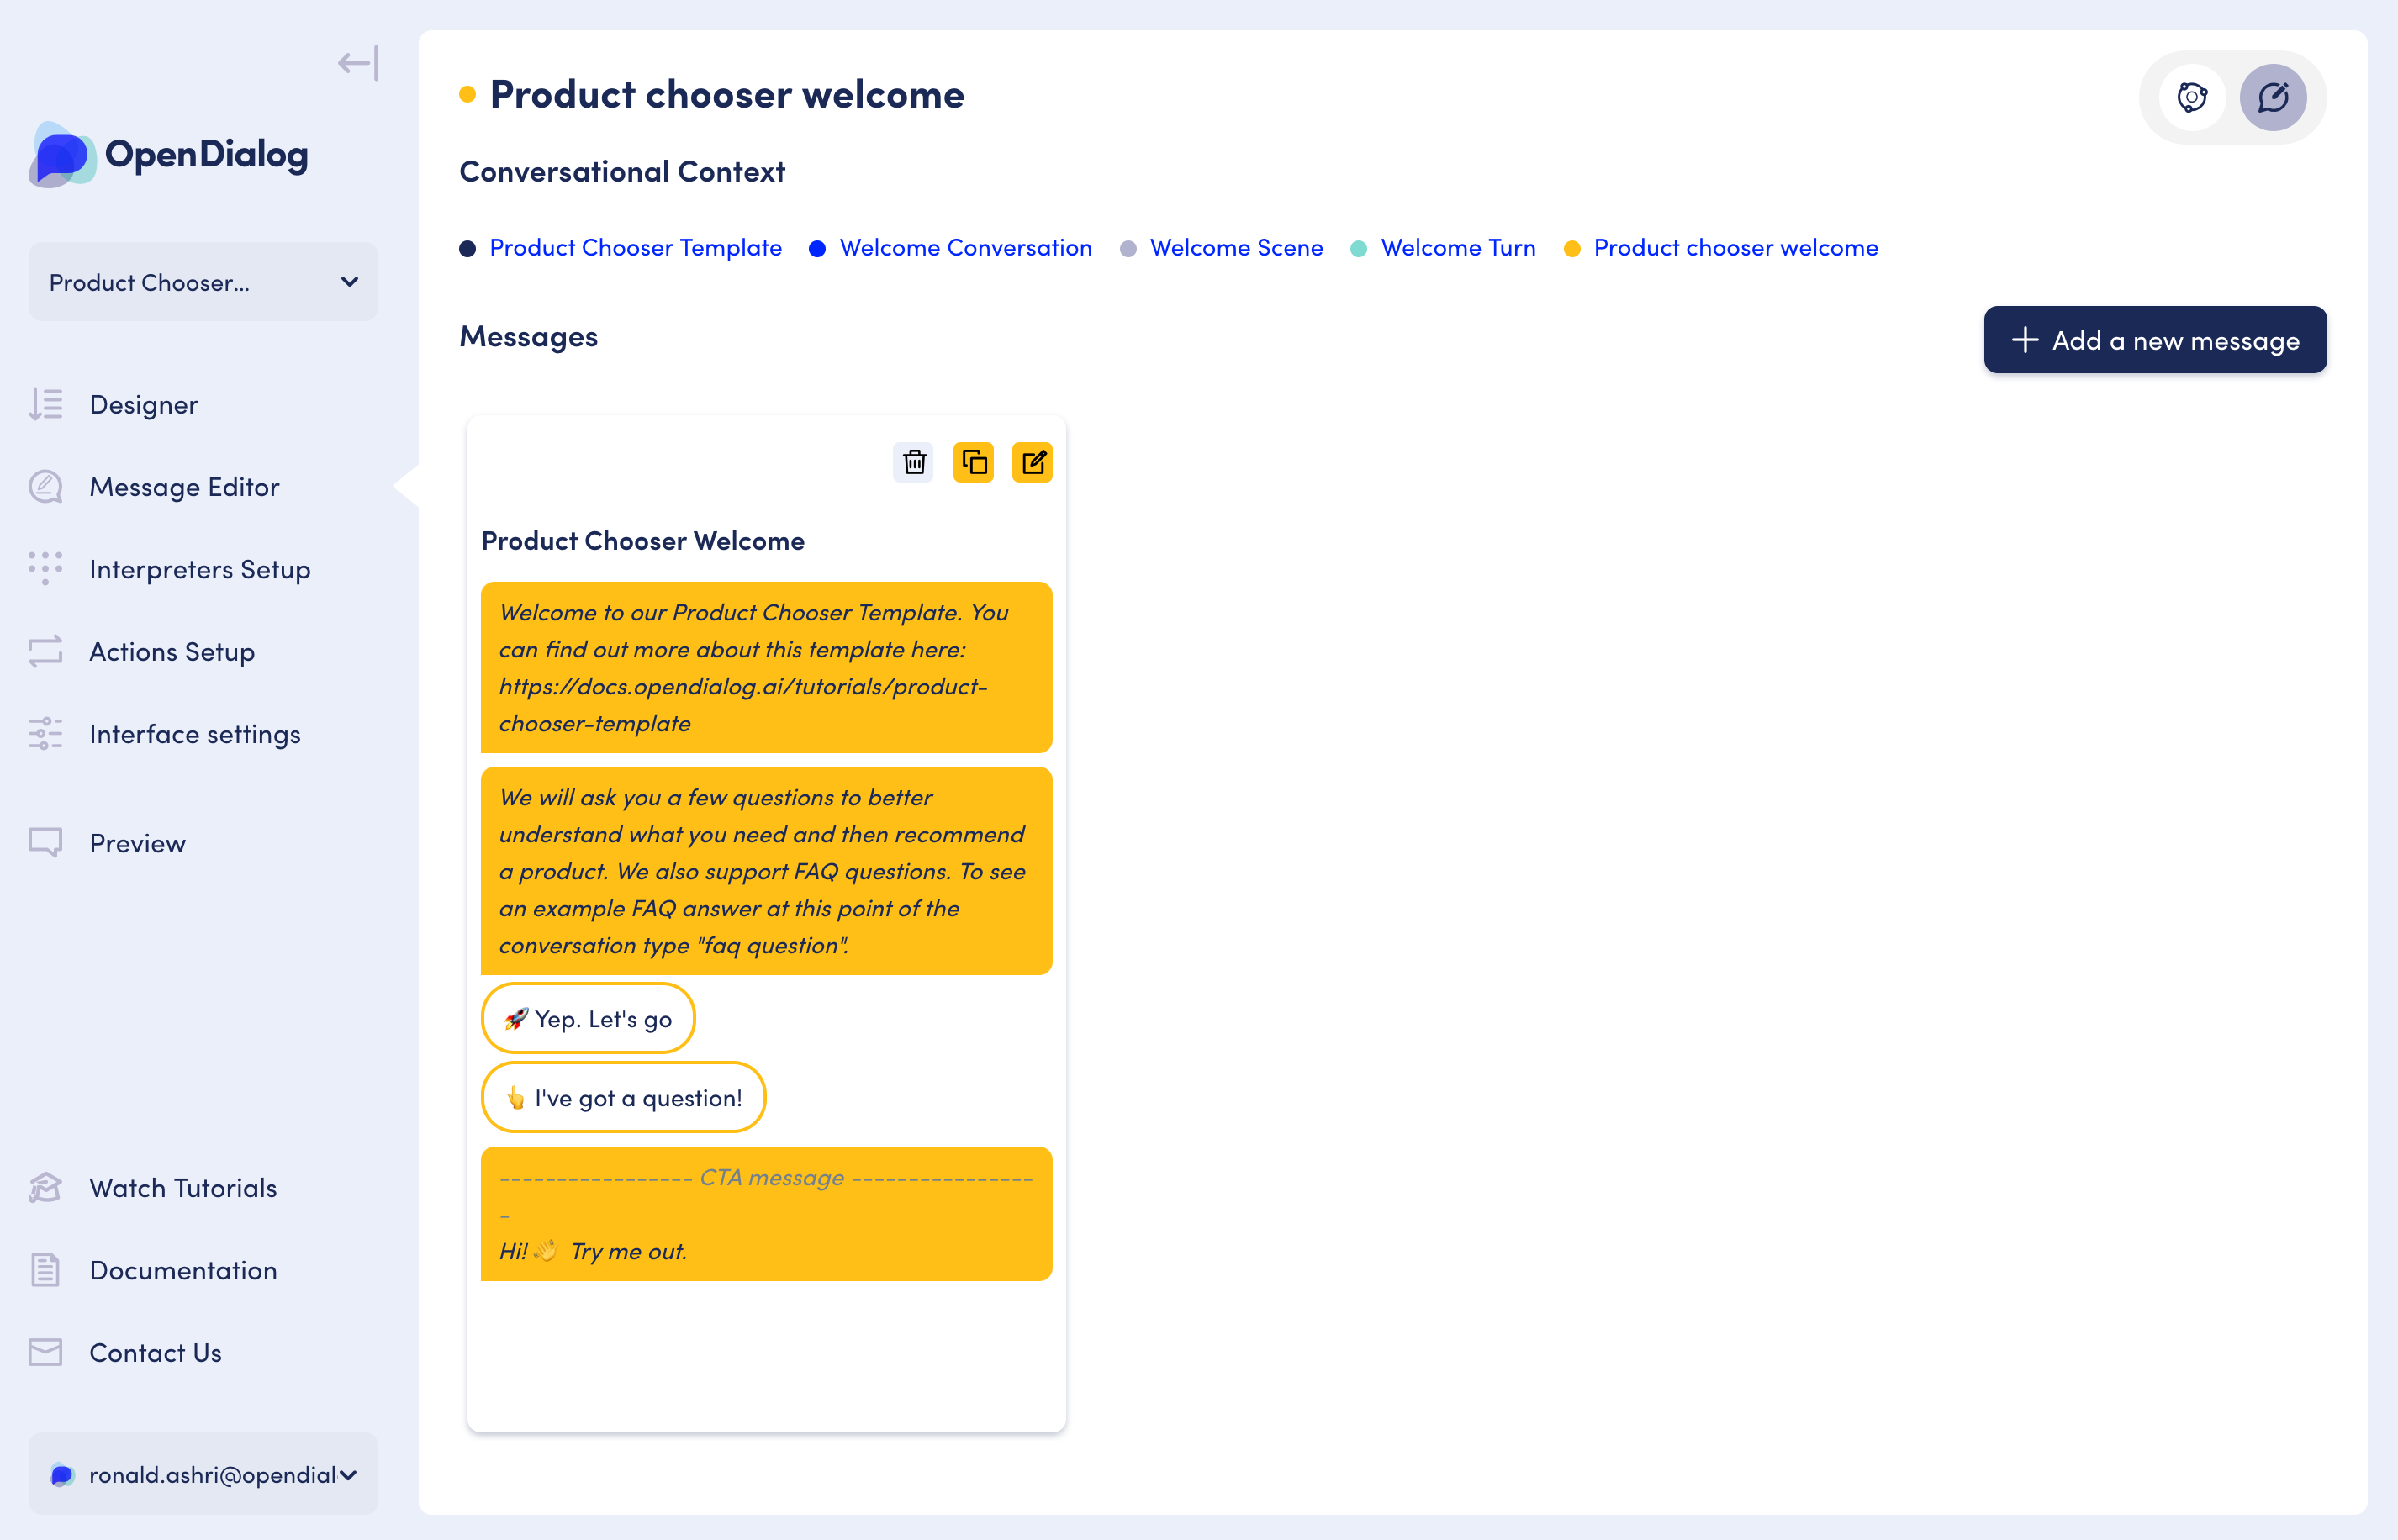 OpenDialog
Product Chooser...
Designer
Message Editor
Interpreters Setup
Actions Setup
Interface settings
Preview
Watch Tutorials
Documentation
Contact Us
ronald.ashri@opendial
Product chooser welcome
Conversational Context
Product Chooser Template Welcome Conversation Welcome Scene Welcome Turn Product chooser welcome
Messages
Add a new message
Product Chooser Welcome
Welcome to our Product Chooser Template. You
can find out more about this template here:
https://docs.opendialog.ai/tutorials/product-
chooser-template
We will ask you a few questions to better
understand what you need and then recommend
a product. We also support FAQ questions. To see
an example FAQ answer at this point of the
conversation type "faq question".
🚀 Yep. Let's go
👆 I've got a question!
----------------- CTA message ----------------
-
Hi! 👋 Try me out.